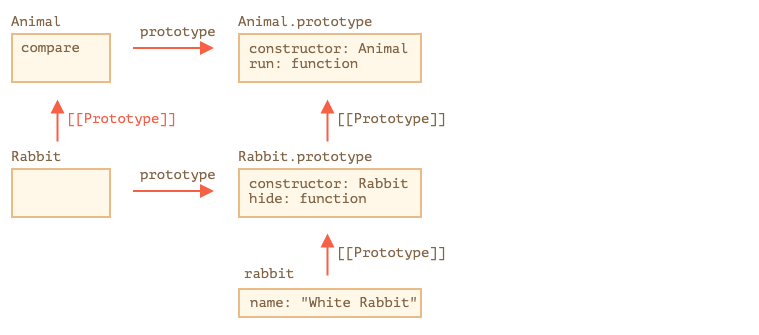 Animal
compare
prototype
Animal.prototype
constructor: Animal
run: function
[[Prototype]]
[[Prototype]]
Rabbit
prototype
Rabbit.prototype
constructor: Rabbit
hide: function
[[Prototype]]
rabbit
name: "White Rabbit"